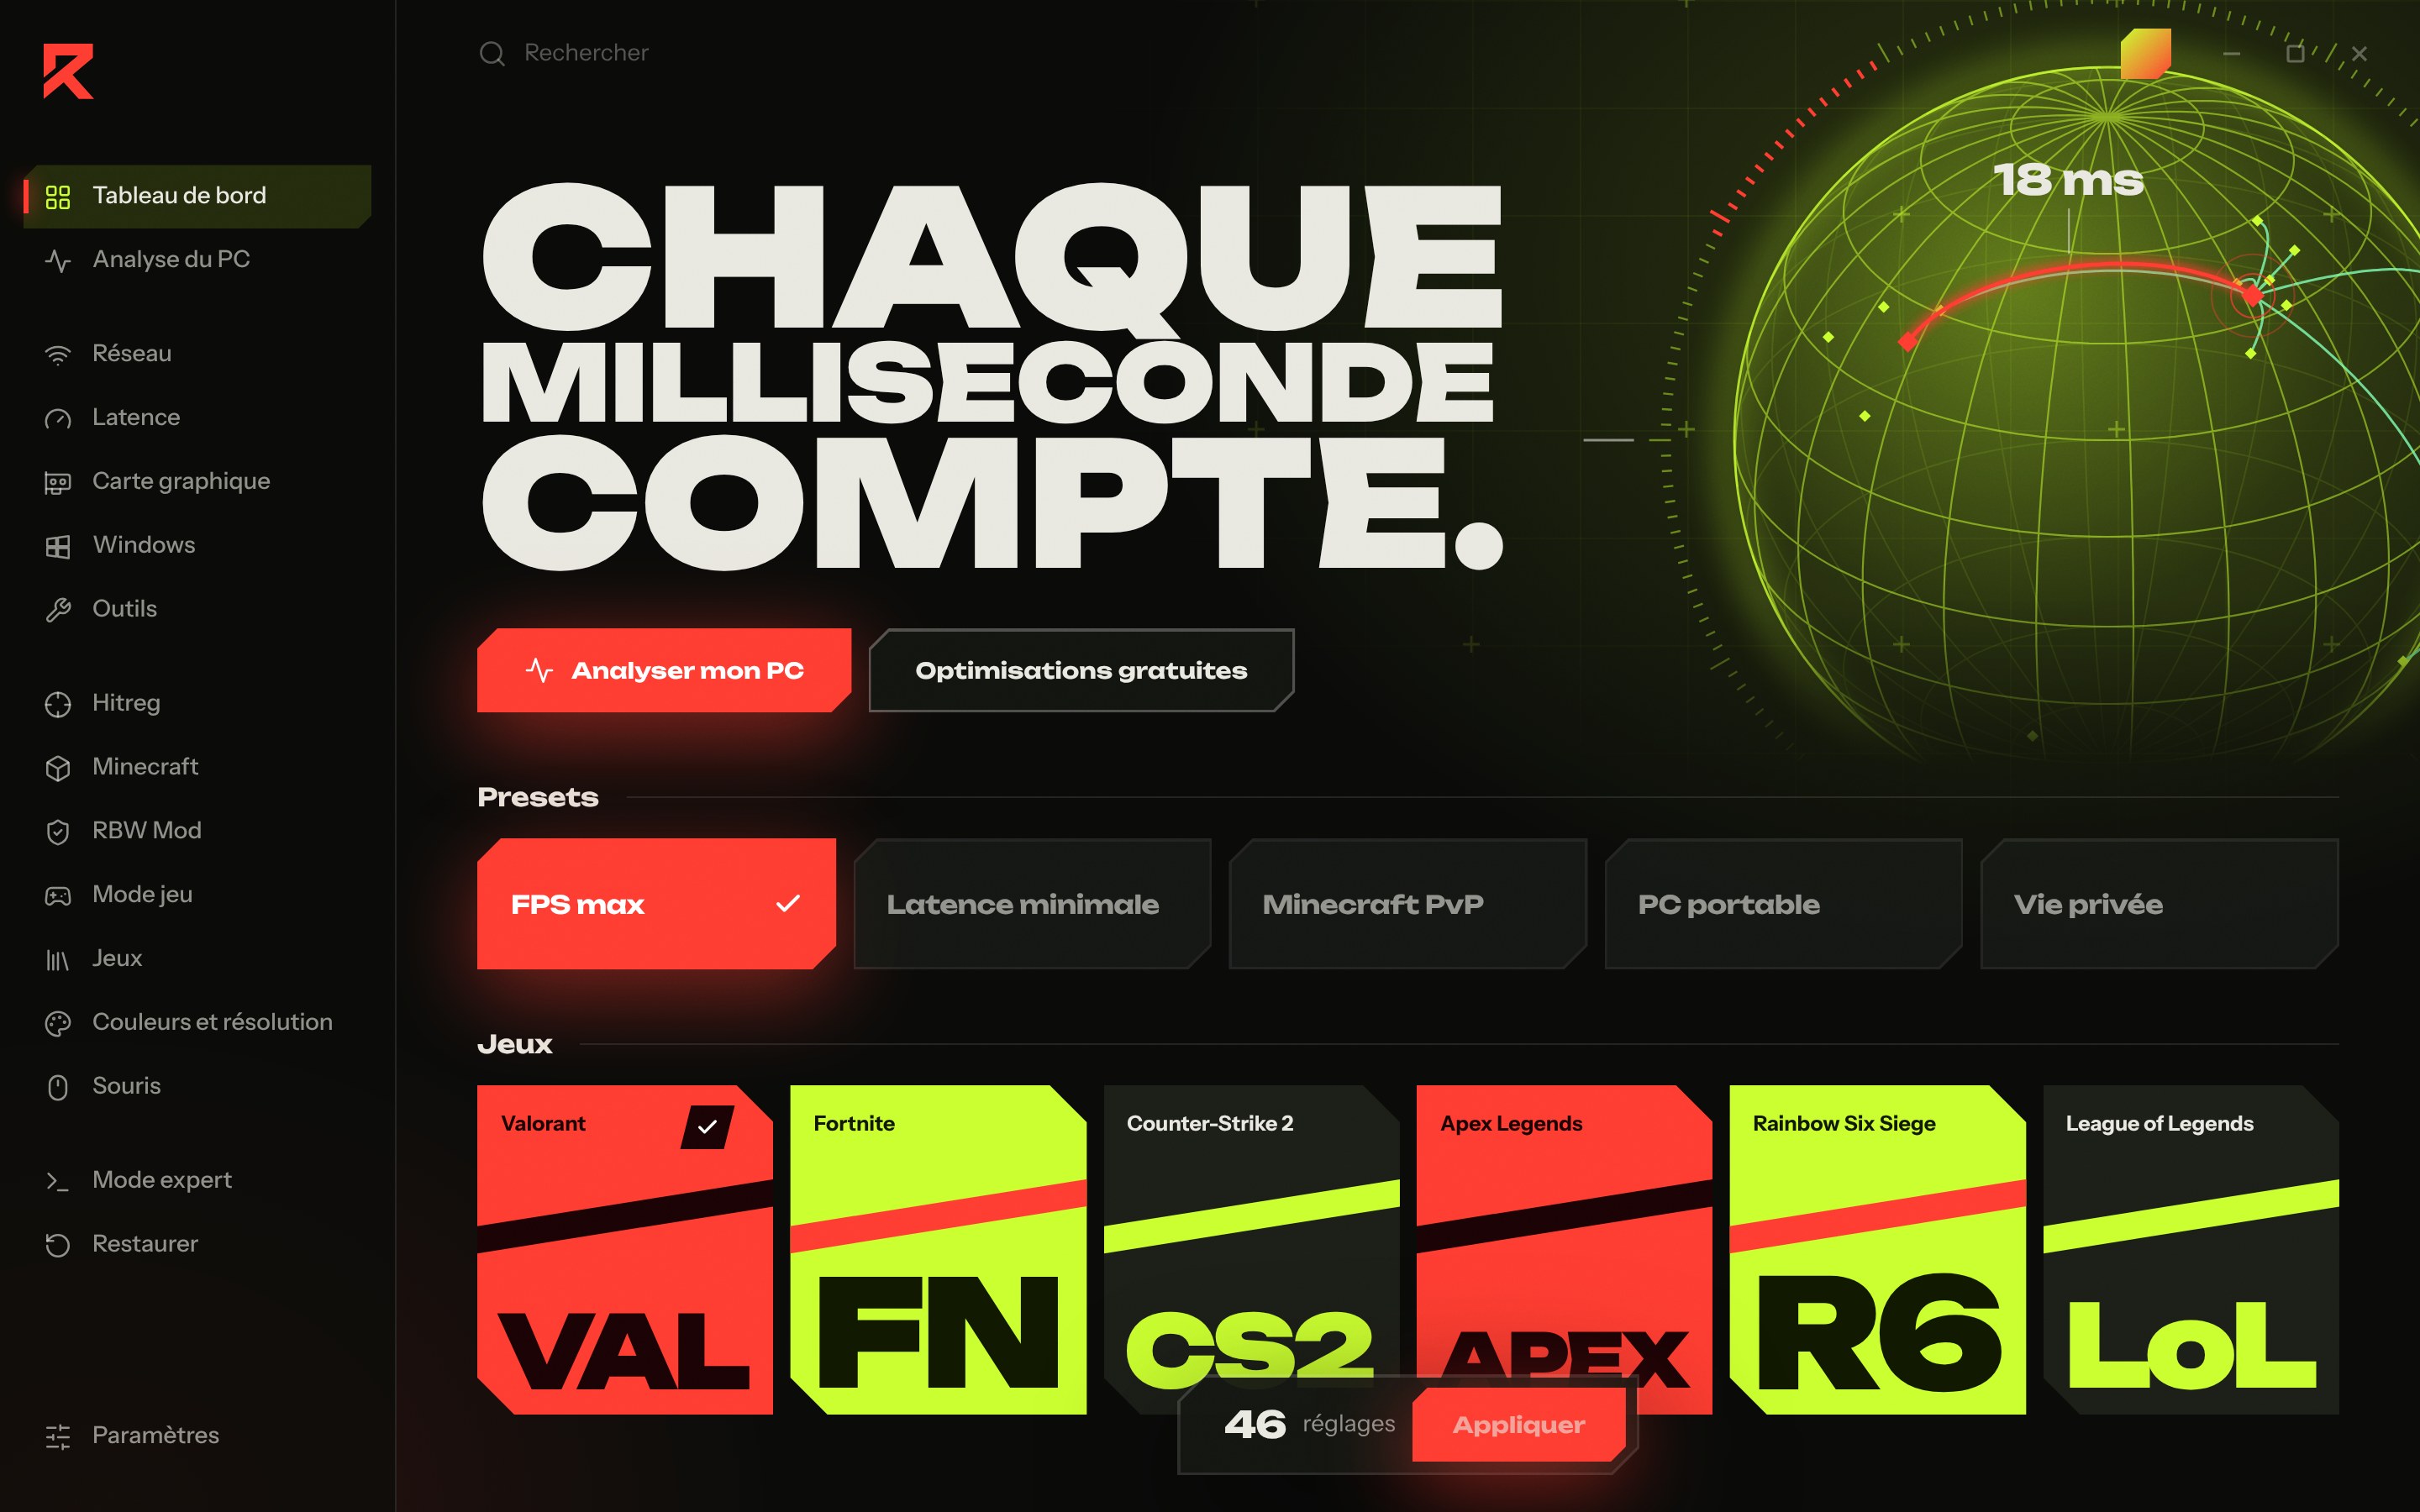 Rechercher
Tableau de bord
Analyse du PC
Réseau
Latence
Carte graphique
Windows
Outils
Hitreg
Minecraft
RBW Mod
Mode jeu
Jeux
Couleurs et résolution
Souris
Mode expert
Restaurer
Paramètres
18 ms
CHAQUE
MILLISECONDE
COMPTE.
Analyser mon PC
Optimisations gratuites
Presets
FPS max
Latence minimale
Minecraft PvP
PC portable
Vie privée
Jeux
Valorant
Fortnite
Counter-Strike 2
Apex Legends
Rainbow Six Siege
League of Legends
VAL
FN
CS2
APEX
R6
LoL
46 réglages
Appliquer